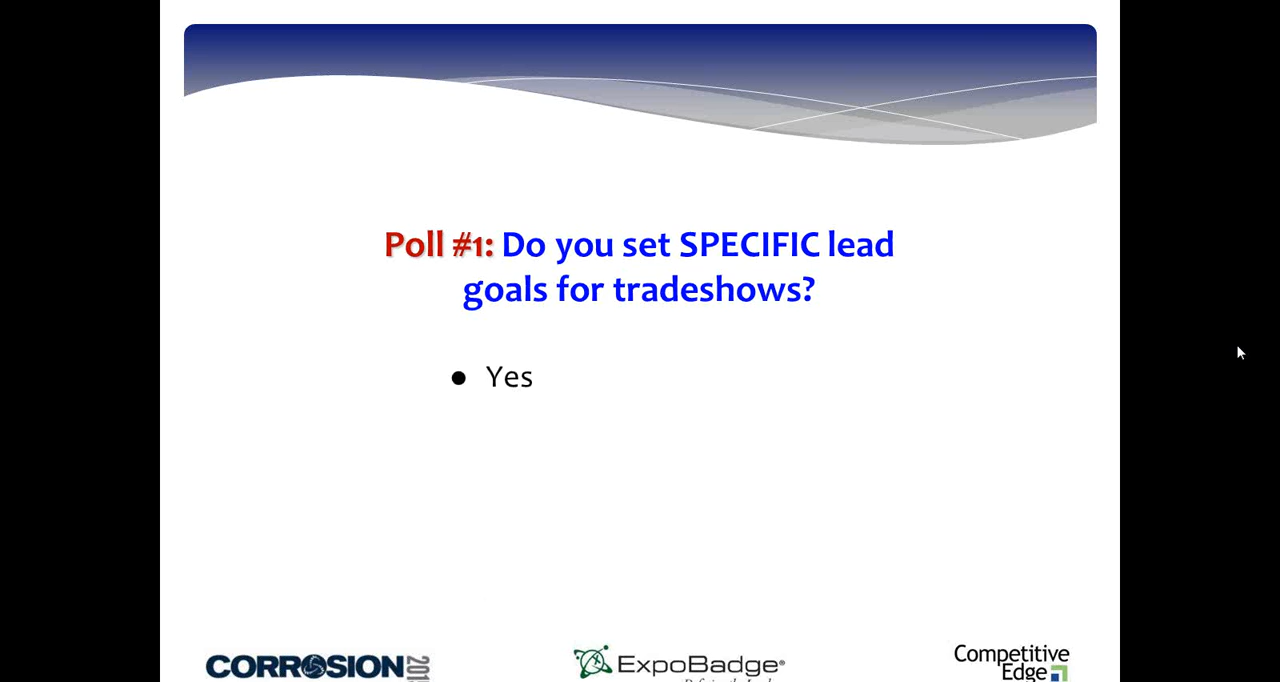 Poll #1: Do you set SPECIFIC lead
goals for tradeshows?
● Yes
CORROSION
ExpoBadge®
Competitive
Edge